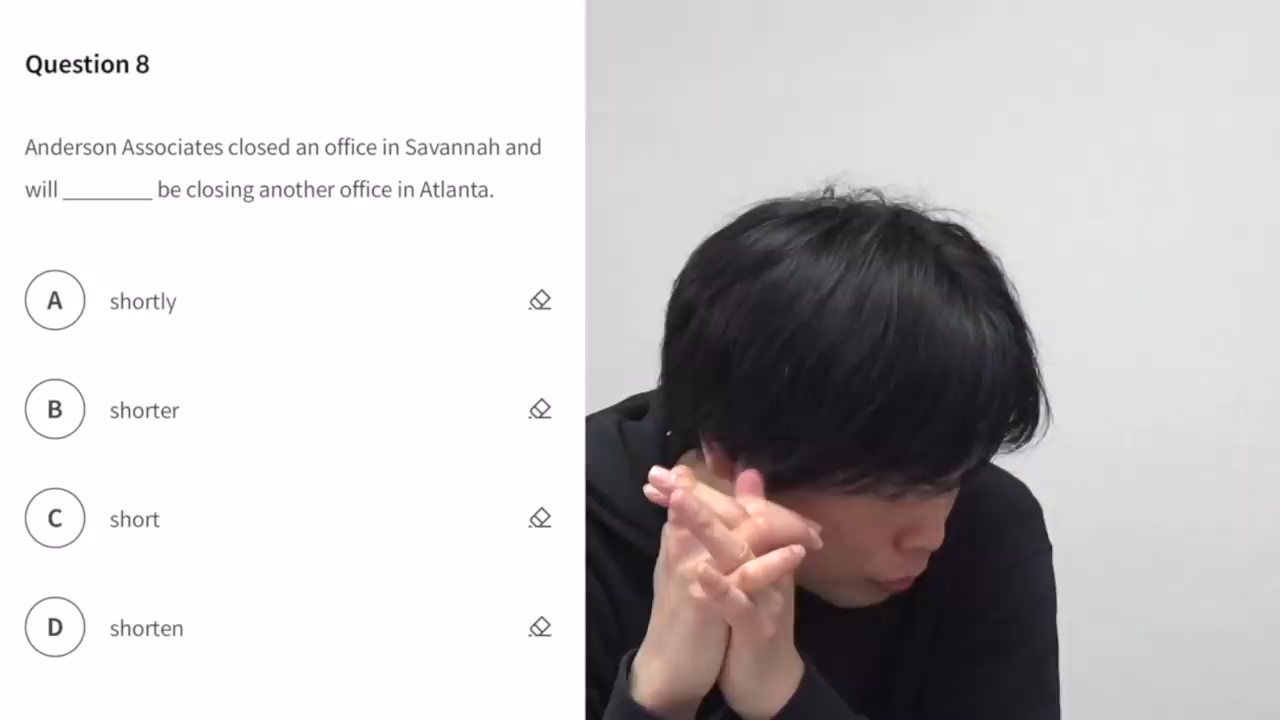 Question 8
Anderson Associates closed an office in Savannah and
will ________ be closing another office in Atlanta.
A shortly
B shorter
C short
D shorten